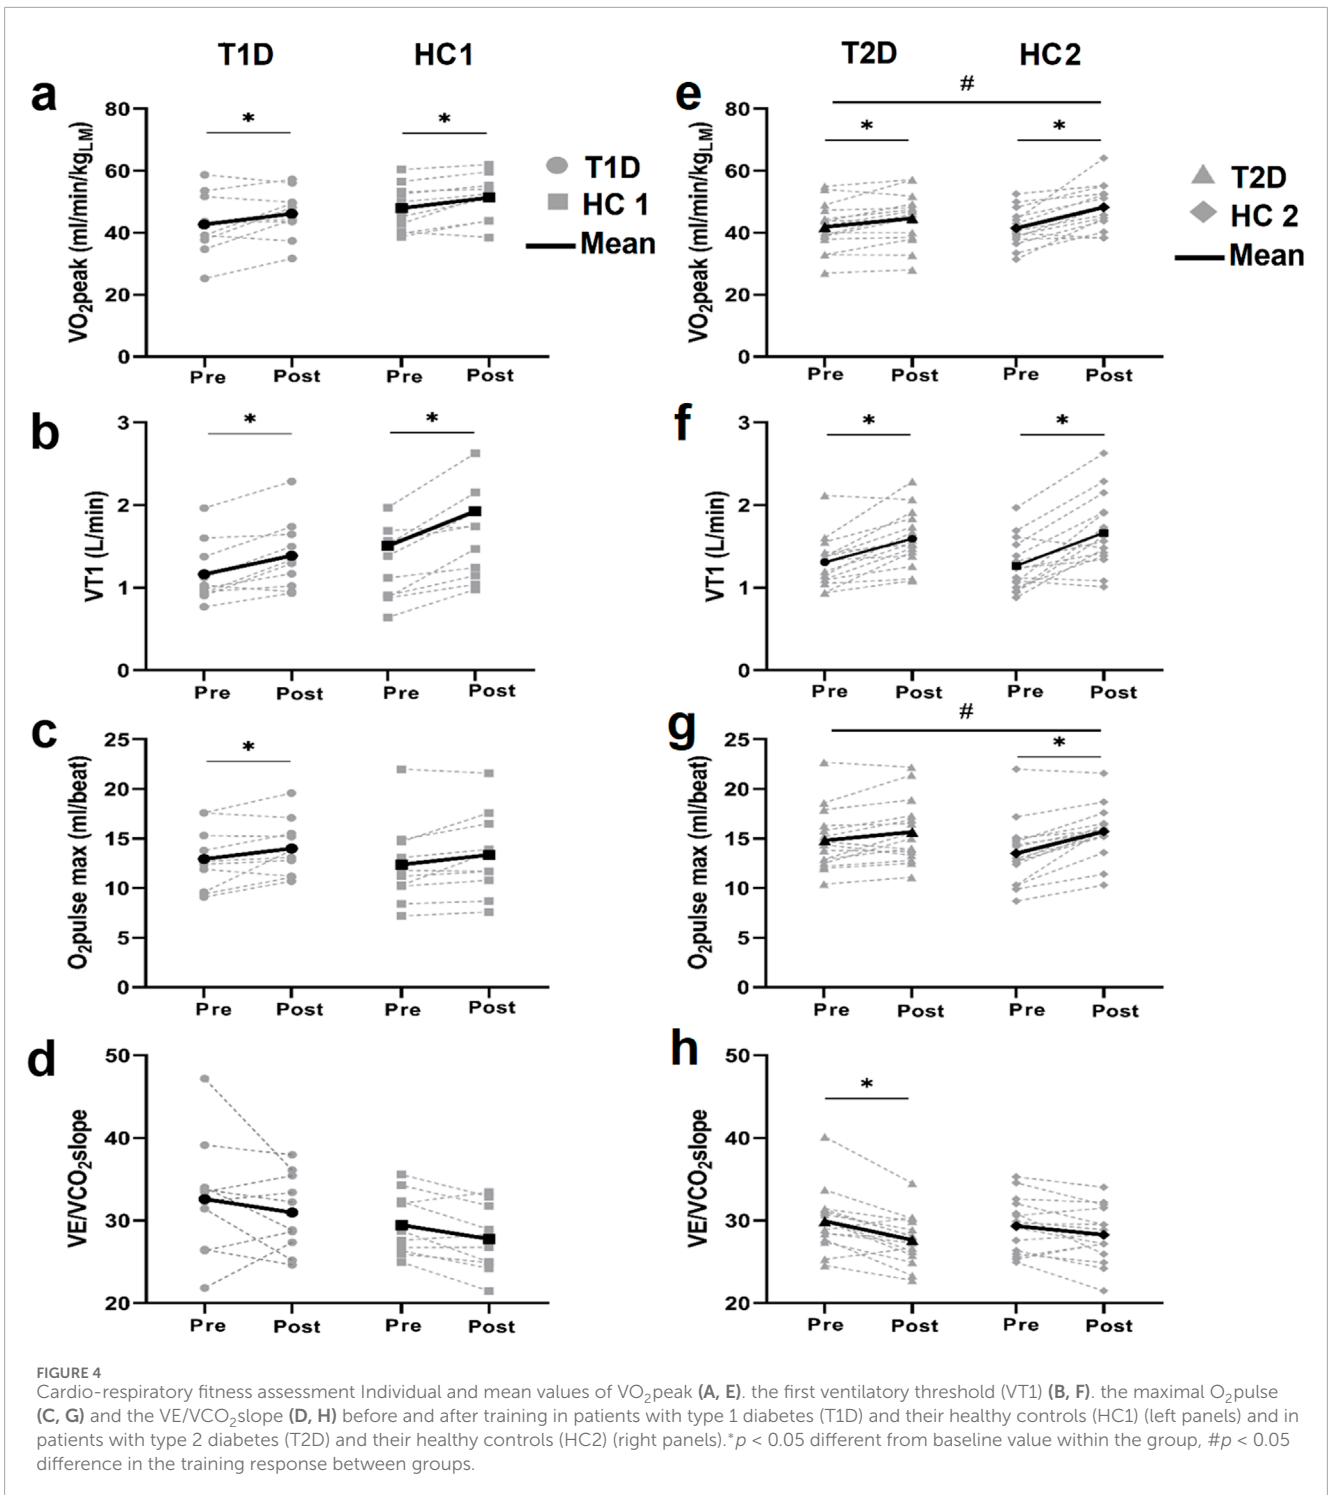 T1D HC1
a
*
*
80
60
40
20
0
VO₂peak (ml/min/kgLM)
Pre Post Pre Post
T1D
HC 1
Mean
b
*
*
3
2
1
0
VT1 (L/min)
Pre Post Pre Post
c
*
25
20
15
10
5
0
O₂pulse max (ml/beat)
Pre Post Pre Post
d
50
40
30
20
VE/VCO₂slope
Pre Post Pre Post
T2D HC2
e
#
*
*
80
60
40
20
0
VO₂peak (ml/min/kgLM)
Pre Post Pre Post
T2D
HC 2
Mean
f
*
*
3
2
1
0
VT1 (L/min)
Pre Post Pre Post
g
#
*
25
20
15
10
5
0
O₂pulse max (ml/beat)
Pre Post Pre Post
h
*
50
40
30
20
VE/VCO₂slope
Pre Post Pre Post
FIGURE 4
Cardio-respiratory fitness assessment Individual and mean values of VO₂peak (A, E). the first ventilatory threshold (VT1) (B, F). the maximal O₂pulse
(C, G) and the VE/VCO₂slope (D, H) before and after training in patients with type 1 diabetes (T1D) and their healthy controls (HC1) (left panels) and in
patients with type 2 diabetes (T2D) and their healthy controls (HC2) (right panels).*p < 0.05 different from baseline value within the group, #p < 0.05
difference in the training response between groups.